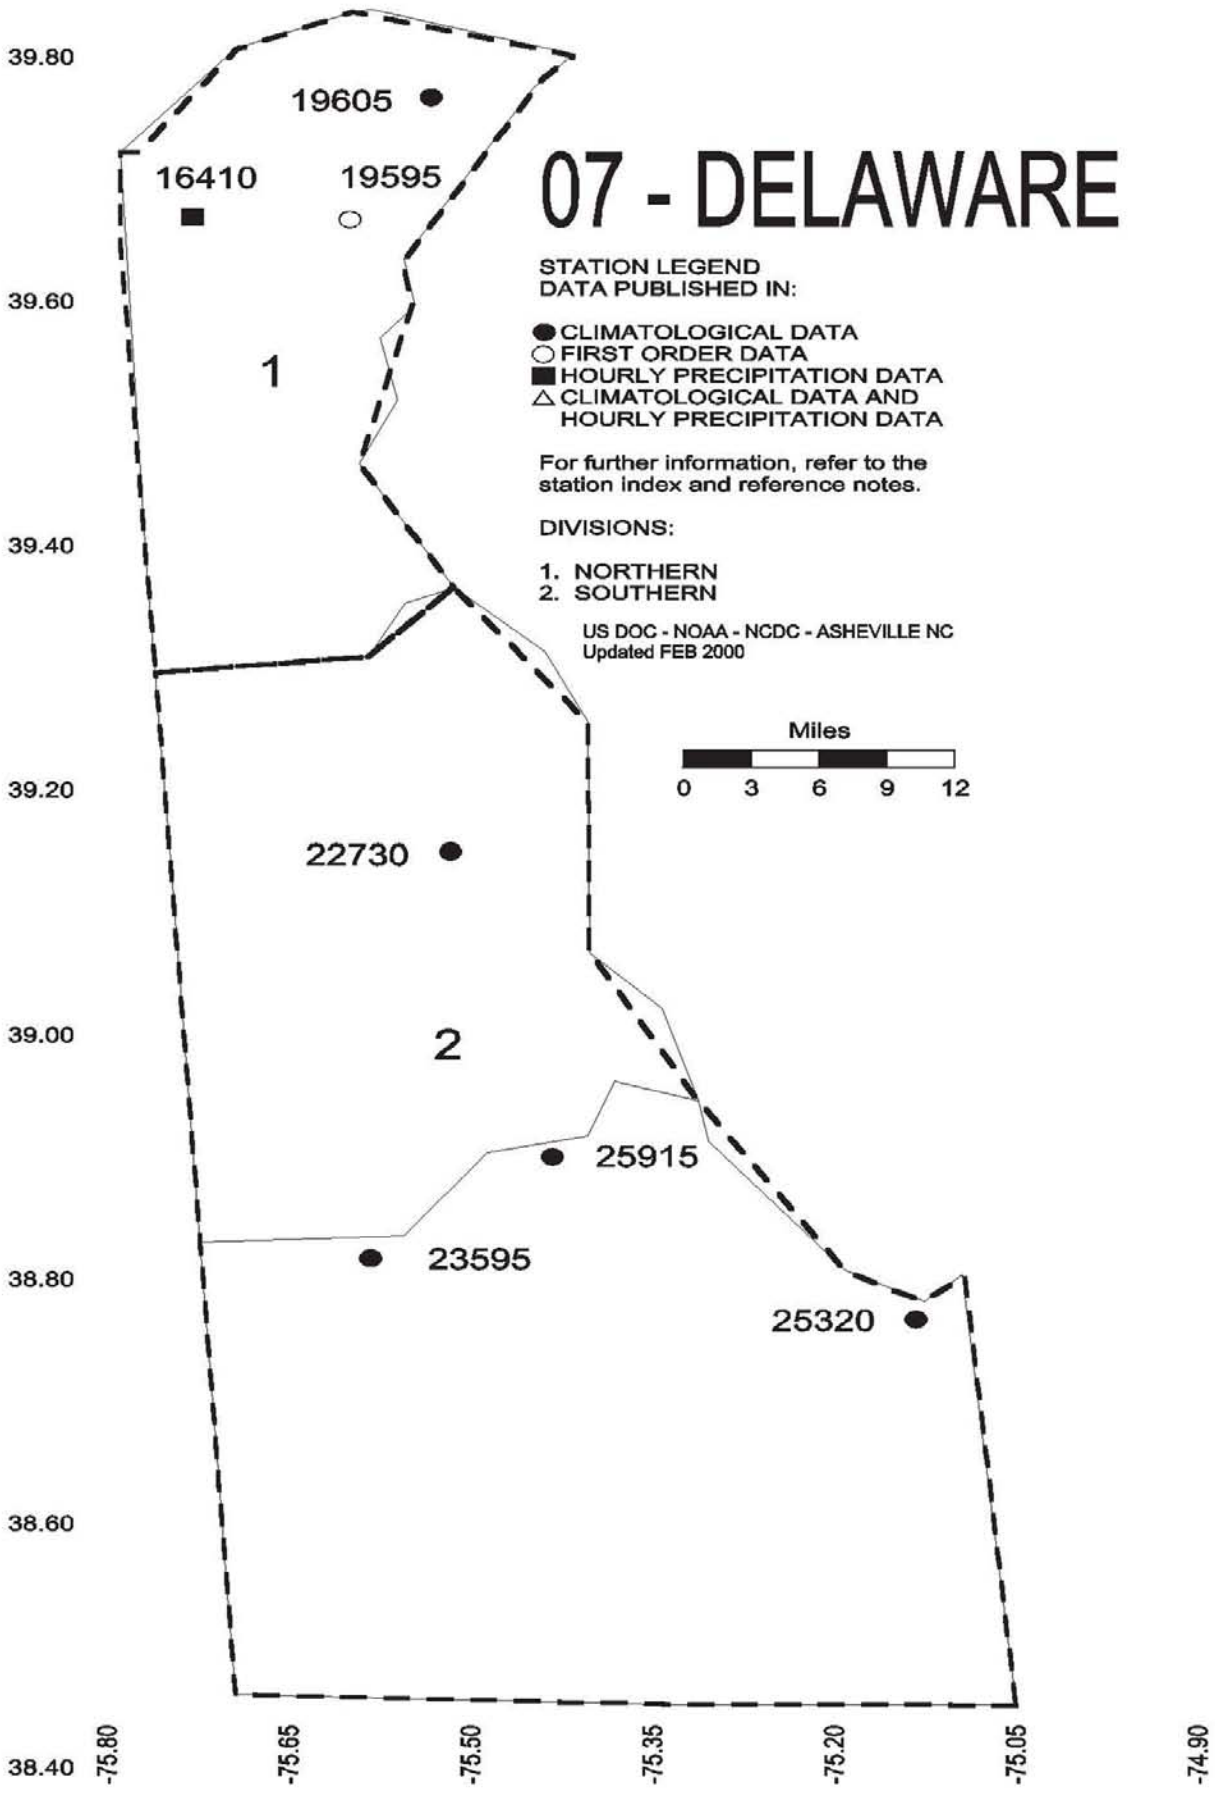 39.80
19605
16410 19595
07 - DELAWARE
STATION LEGEND
DATA PUBLISHED IN:
39.60
CLIMATOLOGICAL DATA
FIRST ORDER DATA
HOURLY PRECIPITATION DATA
CLIMATOLOGICAL DATA AND
HOURLY PRECIPITATION DATA
1
For further information, refer to the
station index and reference notes.
39.40
DIVISIONS:
1. NORTHERN
2. SOUTHERN
US DOC - NOAA - NCDC - ASHEVILLE NC
Updated FEB 2000
Miles
0 3 6 9 12
39.20
22730
39.00
2
25915
23595
38.80
25320
38.60
38.40
-75.80 -75.65 -75.50 -75.35 -75.20 -75.05 -74.90